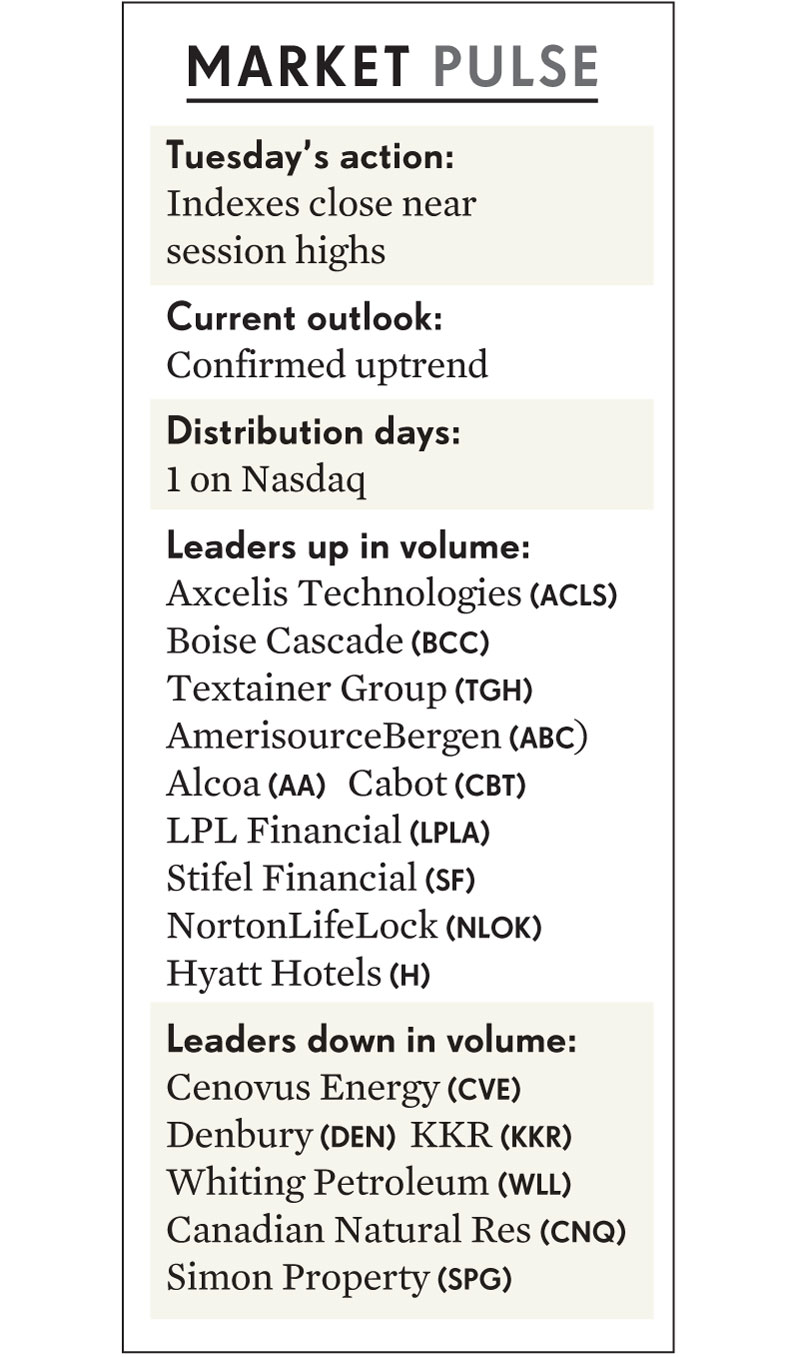 MARKET PULSE
Tuesday’s action:
Indexes close near
session highs
Current outlook:
Confirmed uptrend
Distribution days:
1 on Nasdaq
Leaders up in volume:
Axcelis Technologies (ACLS)
Boise Cascade (BCC)
Textainer Group (TGH)
AmerisourceBergen (ABC)
Alcoa (AA) Cabot (CBT)
LPL Financial (LPLA)
Stifel Financial (SF)
NortonLifeLock (NLOK)
Hyatt Hotels (H)
Leaders down in volume:
Cenovus Energy (CVE)
Denbury (DEN) KKR (KKR)
Whiting Petroleum (WLL)
Canadian Natural Res (CNQ)
Simon Property (SPG)